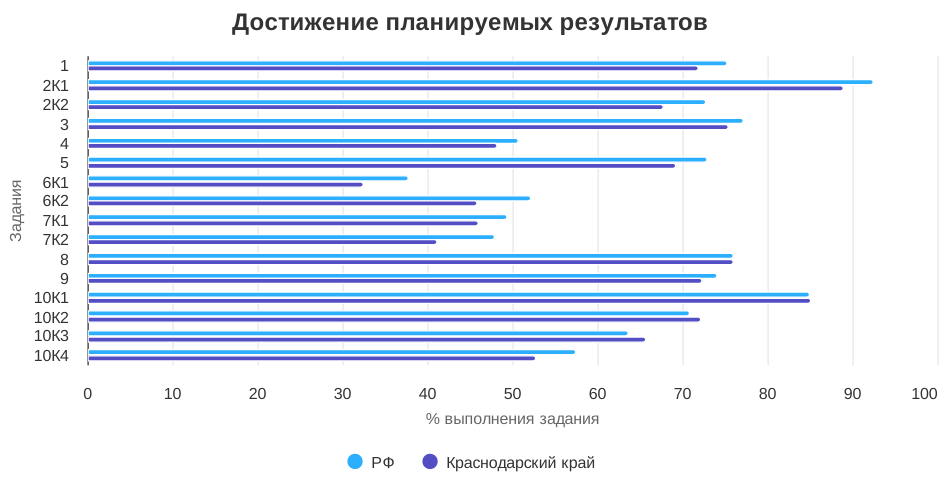 Достижение планируемых результатов
1
2К1
2К2
3
4
5
6К1
6К2
7К1
7К2
8
9
10К1
10К2
10К3
10К4
Задания
0 10 20 30 40 50 60 70 80 90 100
% выполнения задания
РФ Краснодарский край